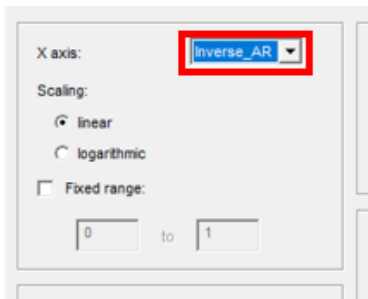 X axis: Inverse_AR
Scaling:
linear
logarithmic
Fixed range:
0 to 1